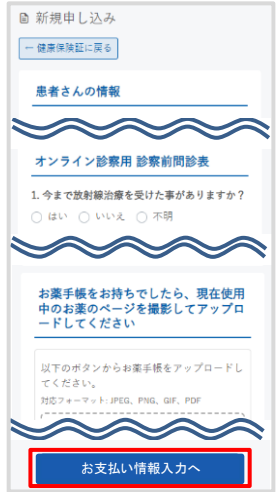 新規申し込み
← 健康保険証に戻る
患者さんの情報
オンライン診察用 診察前問診表
1. 今まで放射線治療を受けた事がありますか？
はい いいえ 不明
お薬手帳をお持ちでしたら、現在使用
中のお薬のページを撮影してアップロ
ードしてください
以下のボタンからお薬手帳をアップロードし
てください。
対応フォーマット: JPEG、PNG、GIF、PDF
お支払い情報入力へ